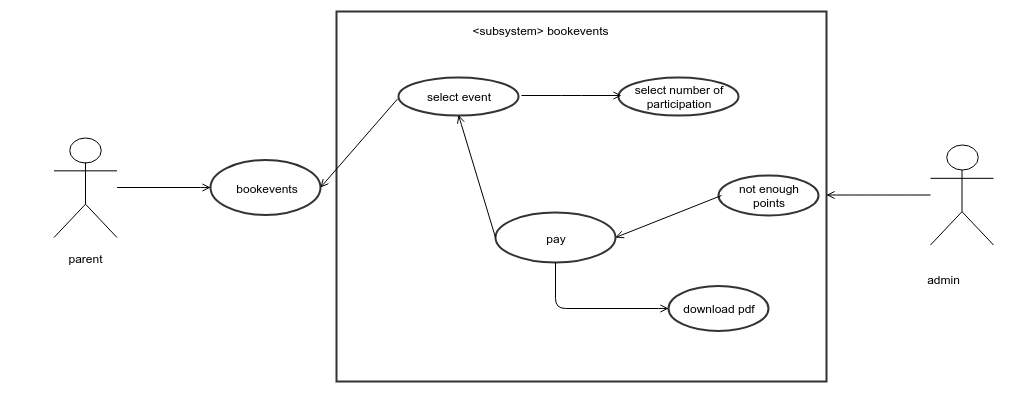 <subsystem> bookevents
select event
select number of
participation
bookevents
not enough
points
pay
parent
admin
download pdf